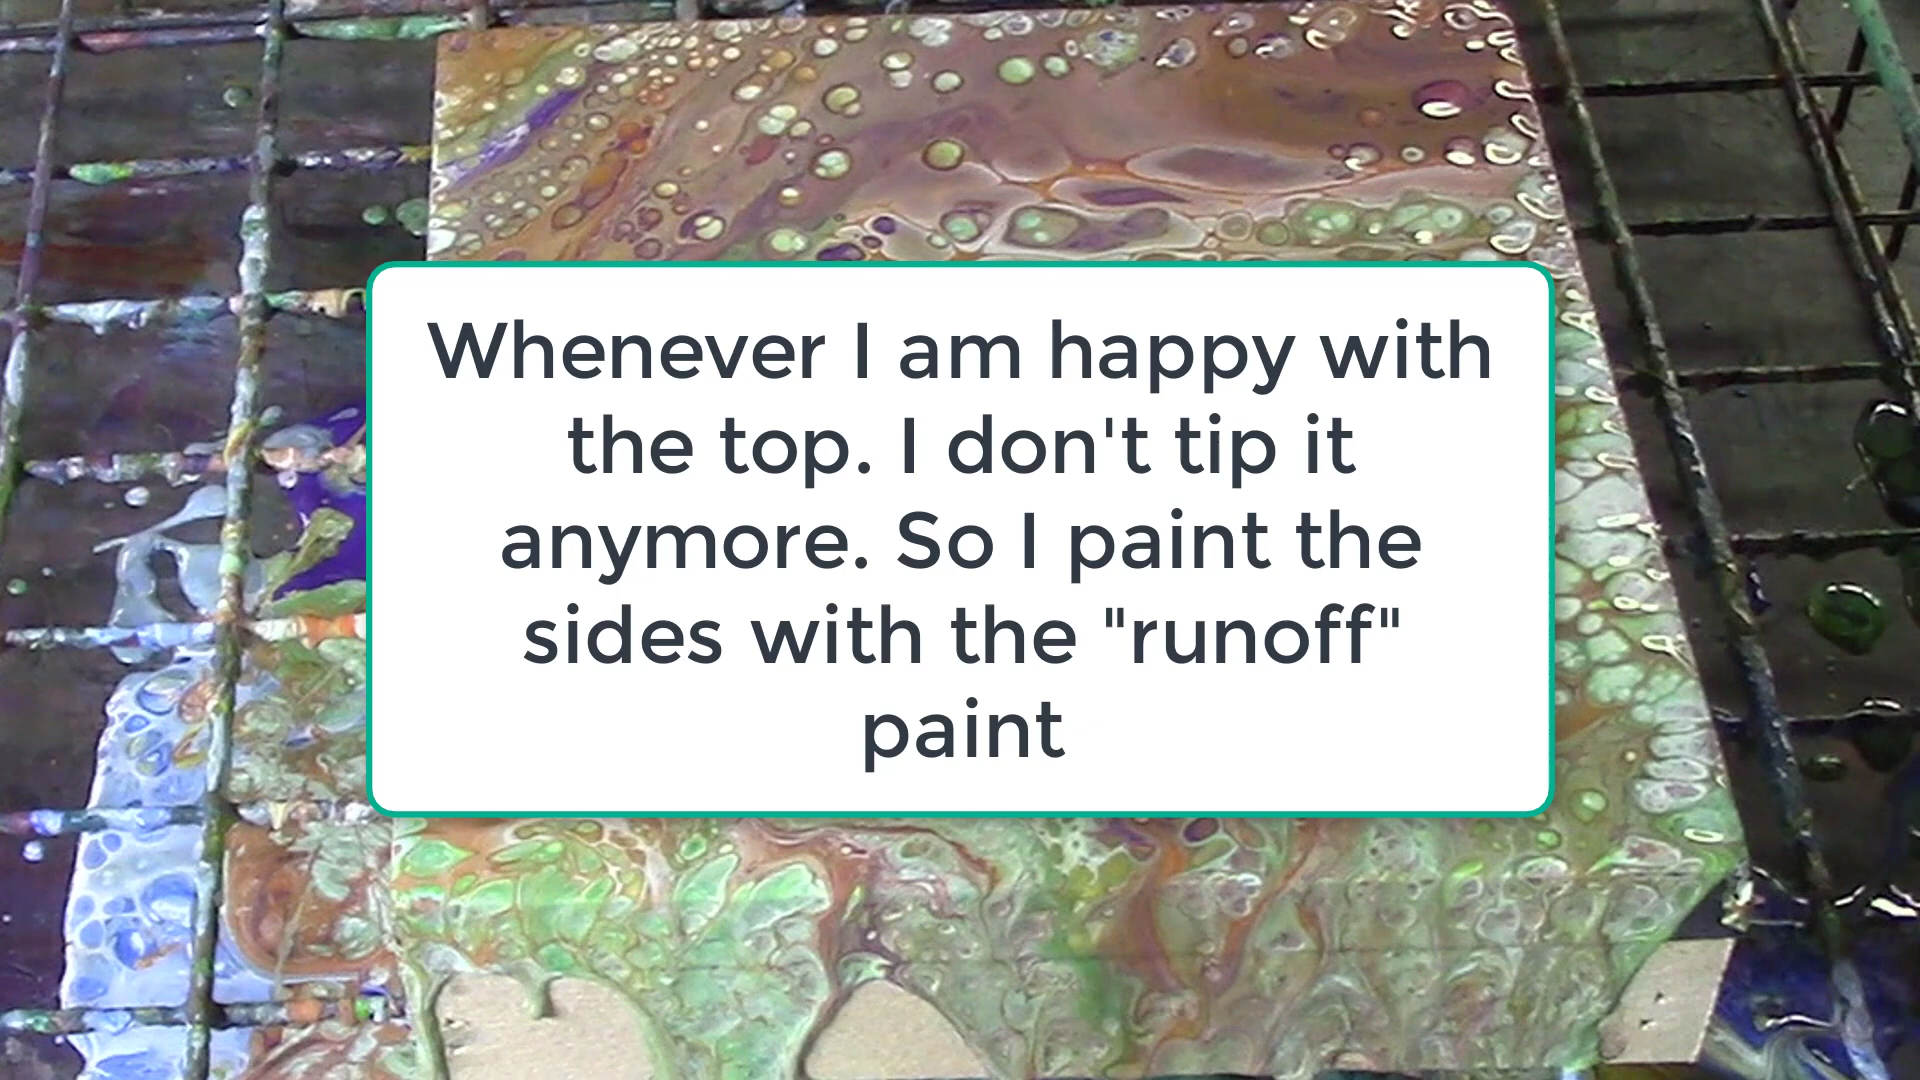 Whenever I am happy with
the top. I don't tip it
anymore. So I paint the
sides with the "runoff"
paint